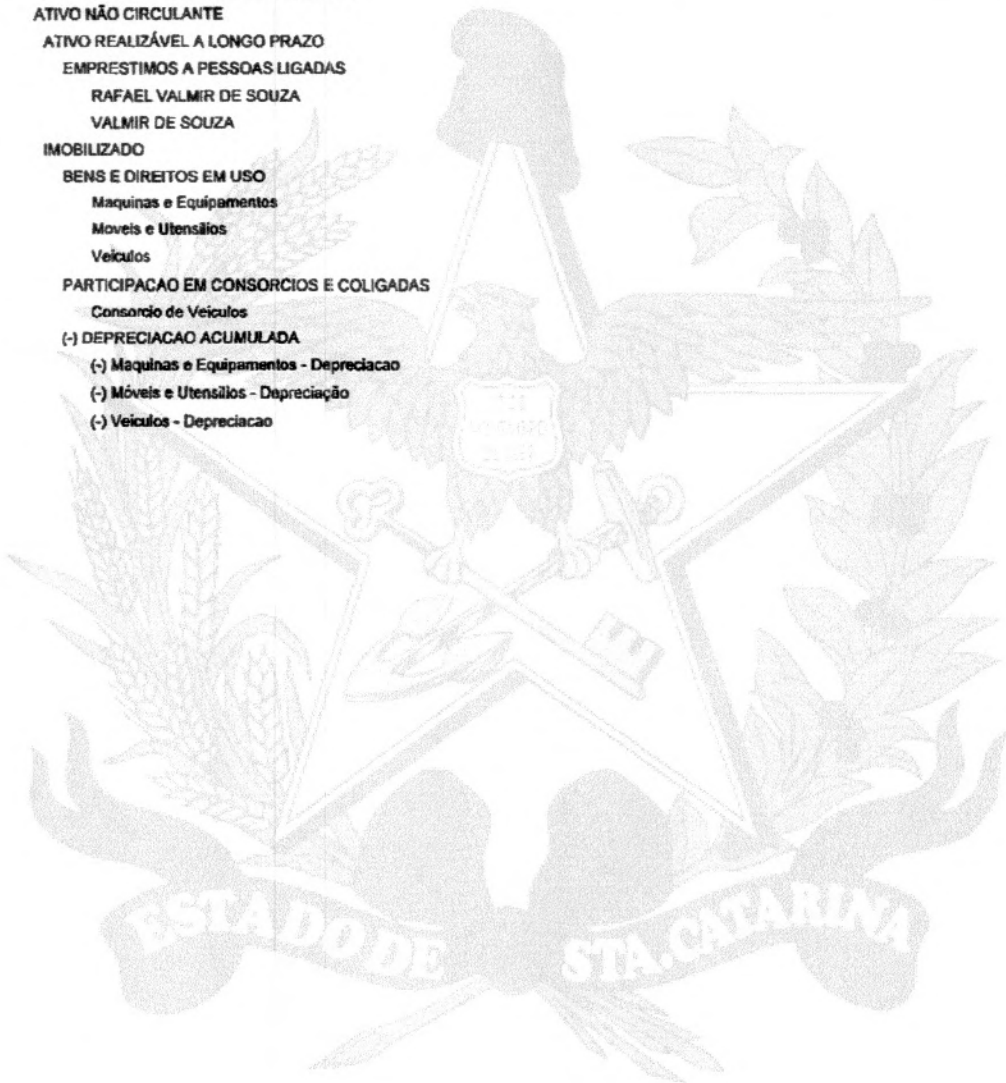 ATIVO NÃO CIRCULANTE
ATIVO REALIZÁVEL A LONGO PRAZO
EMPRESTIMOS A PESSOAS LIGADAS
RAFAEL VALMIR DE SOUZA
VALMIR DE SOUZA
IMOBILIZADO
BENS E DIREITOS EM USO
Maquinas e Equipamentos
Moveis e Utensilios
Veiculos
PARTICIPACAO EM CONSORCIOS E COLIGADAS
Consorcio de Veiculos
(-) DEPRECIACAO ACUMULADA
(-) Maquinas e Equipamentos - Depreciacao
(-) Móveis e Utensílios - Depreciação
(-) Veiculos - Depreciacao
ESTADO DE STA. CATARINA